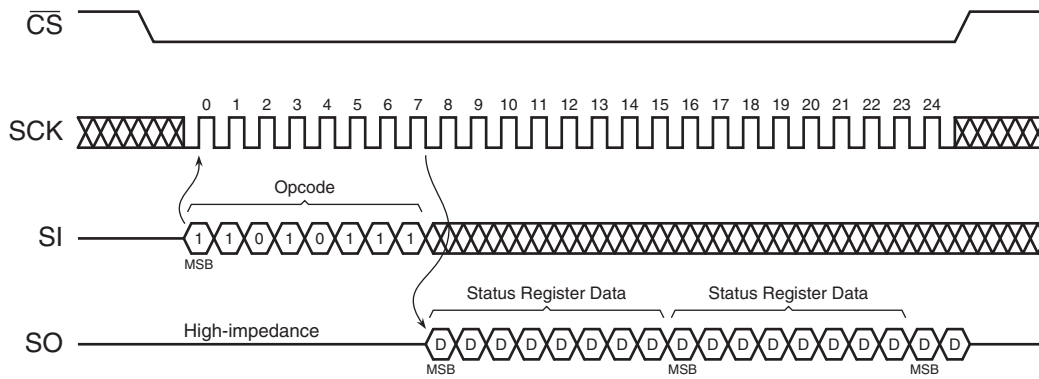 CS
0 1 2 3 4 5 6 7 8 9 10 11 12 13 14 15 16 17 18 19 20 21 22 23 24
SCK
Opcode
SI 1 1 0 1 0 1 1 1
MSB
Status Register Data Status Register Data
High-impedance
SO D D D D D D D D D D D D D D D D D D
MSB MSB MSB